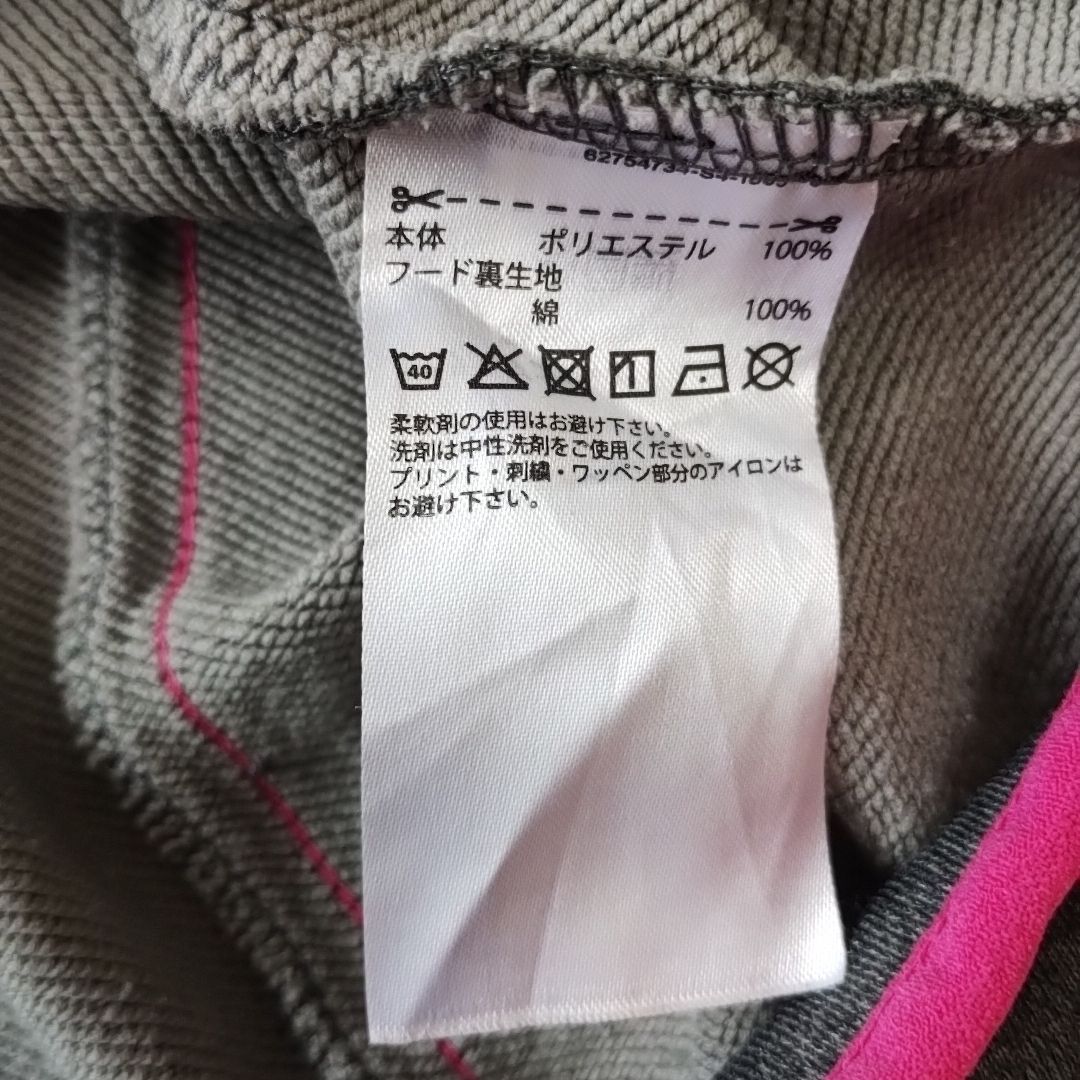 本体 ポリエステル 100%
フード裏生地
綿 100%
40
柔軟剤の使用はお避け下さい。
洗剤は中性洗剤をご使用ください。
プリント・刺繍・ワッペン部分のアイロンは
お避け下さい。